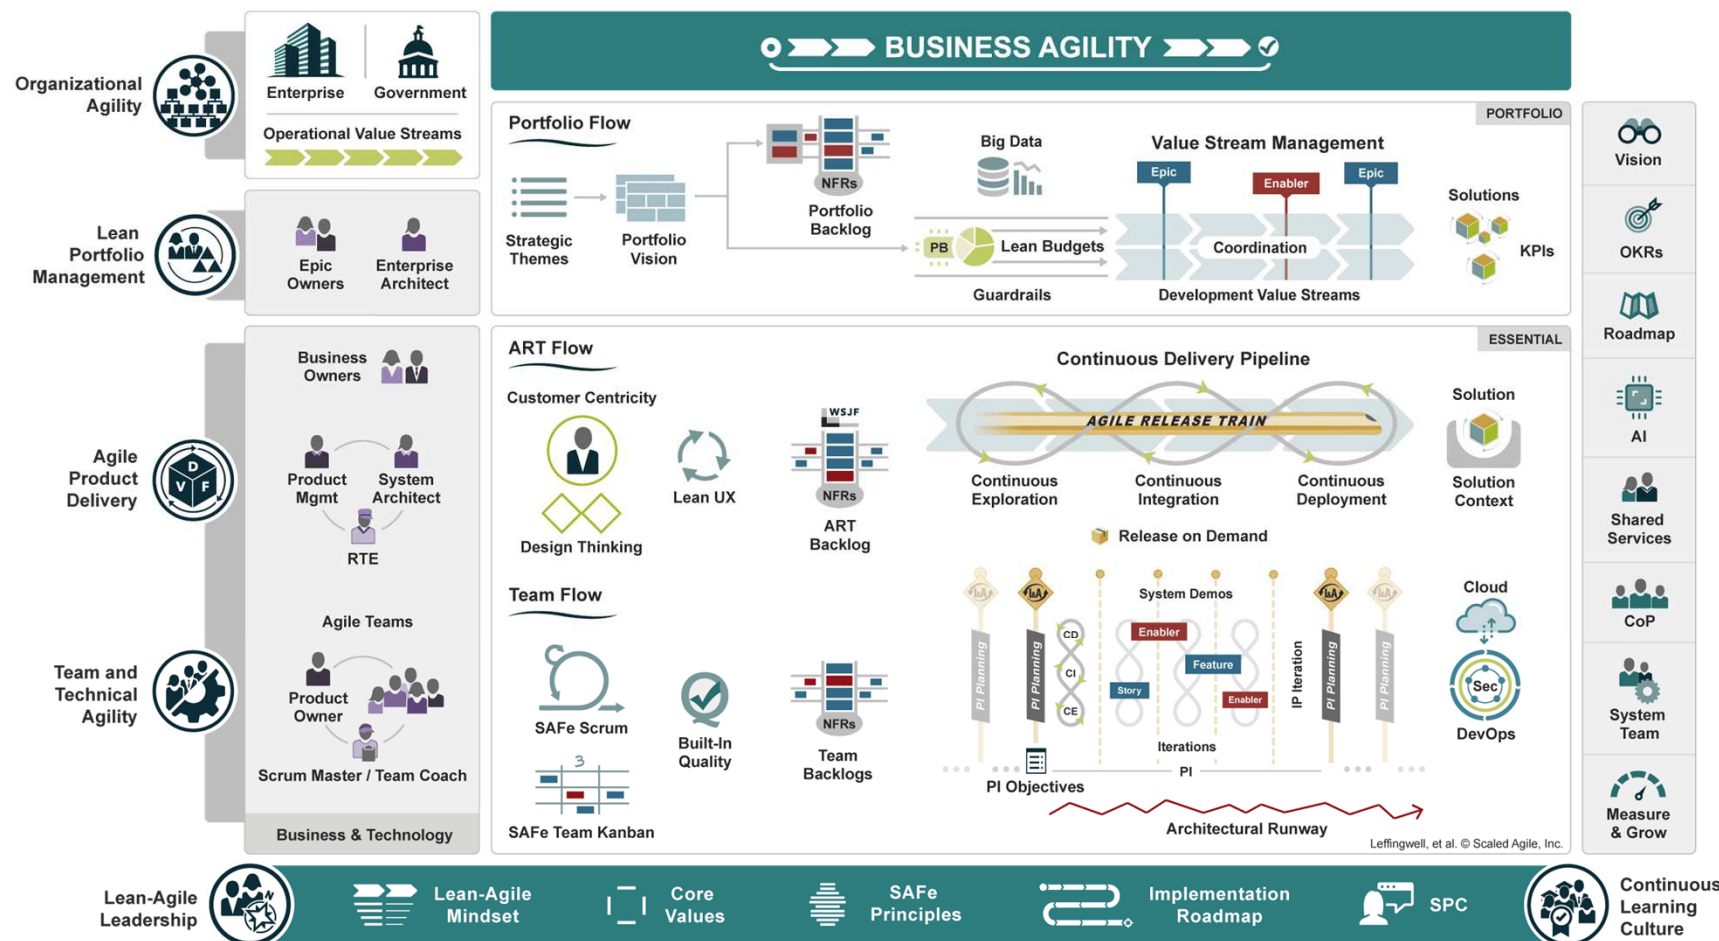 BUSINESS AGILITY
Organizational
Agility
Enterprise
Government
Operational Value Streams
Lean
Portfolio
Management
Epic
Owners
Enterprise
Architect
Portfolio Flow
PORTFOLIO
Strategic
Themes
Portfolio
Vision
NFRs
Portfolio
Backlog
Big Data
PB
Lean Budgets
Guardrails
Value Stream Management
Epic
Enabler
Epic
Coordination
Development Value Streams
Solutions
KPIs
Agile
Product
Delivery
D
V
F
Business
Owners
Product
Mgmt
System
Architect
RTE
ART Flow
ESSENTIAL
Customer Centricity
Design Thinking
Lean UX
WSJF
NFRs
ART
Backlog
Continuous Delivery Pipeline
AGILE RELEASE TRAIN
Continuous
Exploration
Continuous
Integration
Continuous
Deployment
Release on Demand
Solution
Solution
Context
Team and
Technical
Agility
Agile Teams
Product
Owner
Scrum Master / Team Coach
Business & Technology
Team Flow
SAFe Scrum
3
SAFe Team Kanban
Built-In
Quality
NFRs
Team
Backlogs
I&A
I&A
I&A
I&A
PI Planning
PI Planning
PI Planning
PI Planning
System Demos
CD
CI
CE
Enabler
Feature
Story
Enabler
IP Iteration
Iterations
PI
PI Objectives
Architectural Runway
Cloud
Sec
DevOps
Leffingwell, et al. © Scaled Agile, Inc.
Vision
OKRs
Roadmap
AI
Shared
Services
CoP
System
Team
Measure
& Grow
Lean-Agile
Leadership
N
Lean-Agile
Mindset
Core
Values
SAFe
Principles
Implementation
Roadmap
SPC
Continuous
Learning
Culture